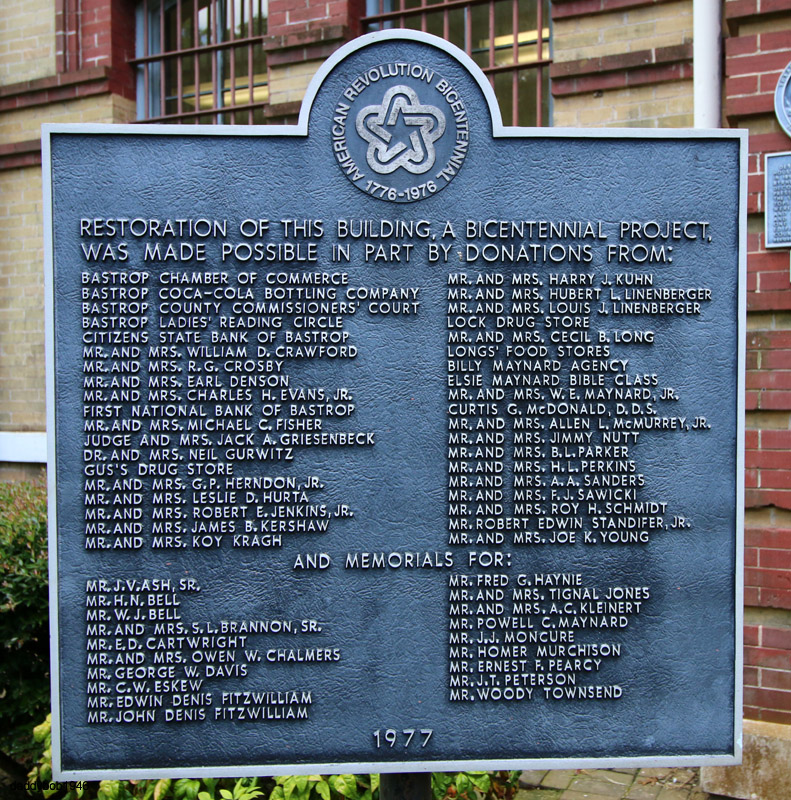 AMERICAN REVOLUTION BICENTENNIAL
1776-1976
RESTORATION OF THIS BUILDING, A BICENTENNIAL PROJECT,
WAS MADE POSSIBLE IN PART BY DONATIONS FROM:
BASTROP CHAMBER OF COMMERCE
BASTROP COCA-COLA BOTTLING COMPANY
BASTROP COUNTY COMMISSIONERS' COURT
BASTROP LADIES' READING CIRCLE
CITIZENS STATE BANK OF BASTROP
MR. AND MRS. WILLIAM D. CRAWFORD
MR. AND MRS. R.G. CROSBY
MR. AND MRS. EARL DENSON
MR. AND MRS. CHARLES H. EVANS, JR.
FIRST NATIONAL BANK OF BASTROP
MR. AND MRS. MICHAEL C. FISHER
JUDGE AND MRS. JACK A. GRIESENBECK
DR. AND MRS. NEIL GURWITZ
GUS'S DRUG STORE
MR. AND MRS. G.P. HERNDON, JR.
MR. AND MRS. LESLIE D. HURTA
MR. AND MRS. ROBERT E. JENKINS, JR.
MR. AND MRS. JAMES B. KERSHAW
MR. AND MRS. KOY KRAGH
MR. AND MRS. HARRY J. KUHN
MR. AND MRS. HUBERT L. LINENBERGER
MR. AND MRS. LOUIS J. LINENBERGER
LOCK DRUG STORE
MR. AND MRS. CECIL B. LONG
LONGS' FOOD STORES
BILLY MAYNARD AGENCY
ELSIE MAYNARD BIBLE CLASS
MR. AND MRS. W.E. MAYNARD, JR.
CURTIS G. McDONALD, D.D.S.
MR. AND MRS. ALLEN L. McMURREY, JR.
MR. AND MRS. JIMMY NUTT
MR. AND MRS. B.L. PARKER
MR. AND MRS. H.L. PERKINS
MR. AND MRS. A.A. SANDERS
MR. AND MRS. F.J. SAWICKI
MR. AND MRS. ROY H. SCHMIDT
MR. ROBERT EDWIN STANDIFER, JR.
MR. AND MRS. JOE K. YOUNG
AND MEMORIALS FOR:
MR. J.V. ASH, SR.
MR. H.N. BELL
MR. W.J. BELL
MR. AND MRS. S.L. BRANNON, SR.
MR. E.D. CARTWRIGHT
MR. AND MRS. OWEN W. CHALMERS
MR. GEORGE W. DAVIS
MR. C.W. ESKEW
MR. EDWIN DENIS FITZWILLIAM
MR. JOHN DENIS FITZWILLIAM
MR. FRED G. HAYNIE
MR. AND MRS. TIGNAL JONES
MR. AND MRS. A.C. KLEINERT
MR. POWELL C. MAYNARD
MR. J.J. MONCURE
MR. HOMER MURCHISON
MR. ERNEST F. PEARCY
MR. J.T. PETERSON
MR. WOODY TOWNSEND
1977